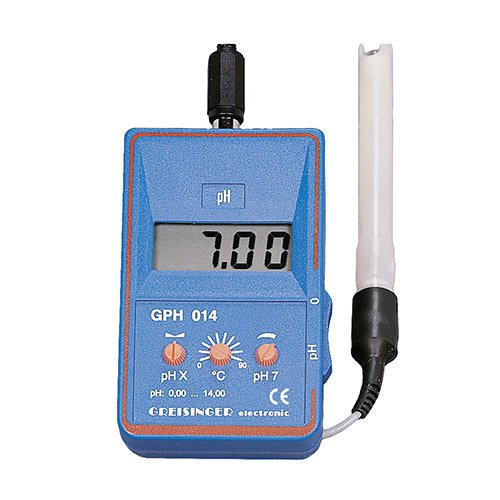 pH
7.00
GPH 014
0 90
pH X °C pH 7
pH: 0,00 ... 14,00
CE
GREISINGER electronic
pH 0